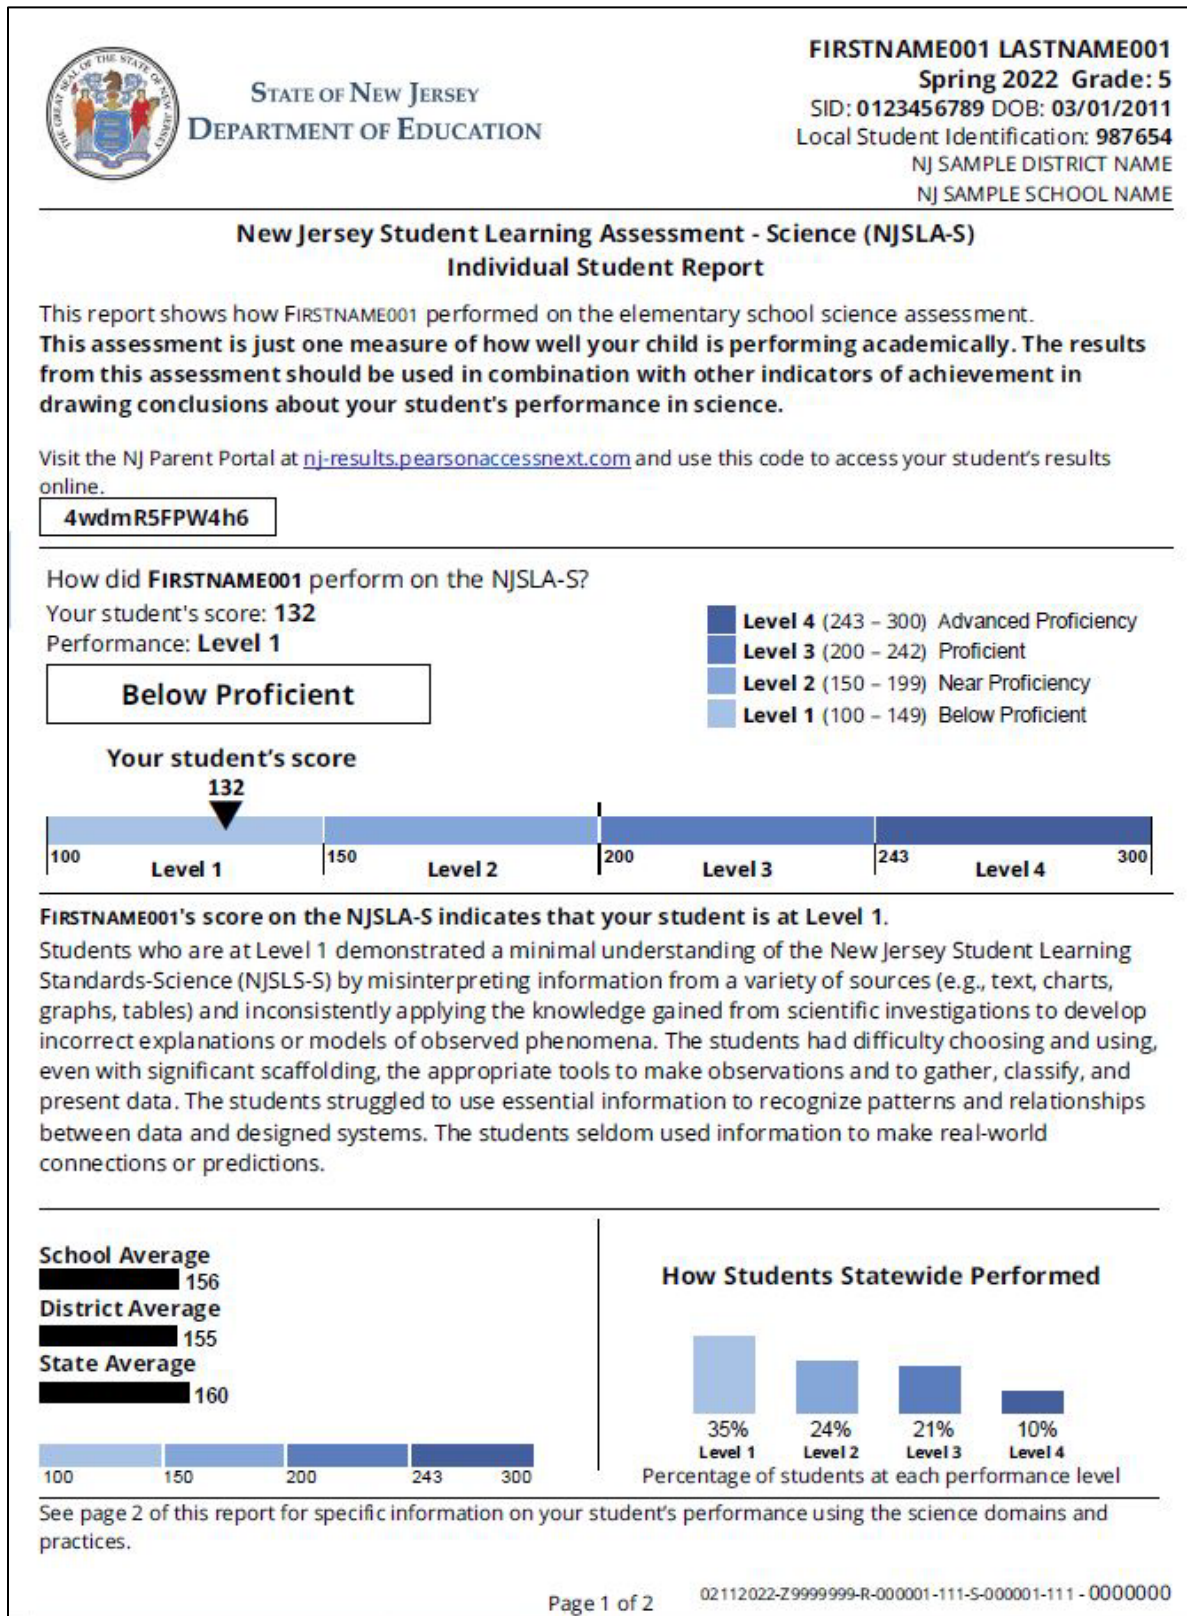 THE GREAT SEAL OF THE STATE OF NEW JERSEY
STATE OF NEW JERSEY
DEPARTMENT OF EDUCATION
FIRSTNAME001 LASTNAME001
Spring 2022 Grade: 5
SID: 0123456789 DOB: 03/01/2011
Local Student Identification: 987654
NJ SAMPLE DISTRICT NAME
NJ SAMPLE SCHOOL NAME
New Jersey Student Learning Assessment - Science (NJSLA-S)
Individual Student Report
This report shows how FIRSTNAME001 performed on the elementary school science assessment.
This assessment is just one measure of how well your child is performing academically. The results
from this assessment should be used in combination with other indicators of achievement in
drawing conclusions about your student's performance in science.
Visit the NJ Parent Portal at nj-results.pearsonaccessnext.com and use this code to access your student's results
online.
4wdmR5FPW4h6
How did FIRSTNAME001 perform on the NJSLA-S?
Your student's score: 132
Performance: Level 1
Below Proficient
Level 4 (243 – 300) Advanced Proficiency
Level 3 (200 – 242) Proficient
Level 2 (150 – 199) Near Proficiency
Level 1 (100 – 149) Below Proficient
Your student's score
132
100 150 200 243 300
Level 1 Level 2 Level 3 Level 4
FIRSTNAME001's score on the NJSLA-S indicates that your student is at Level 1.
Students who are at Level 1 demonstrated a minimal understanding of the New Jersey Student Learning
Standards-Science (NJSLS-S) by misinterpreting information from a variety of sources (e.g., text, charts,
graphs, tables) and inconsistently applying the knowledge gained from scientific investigations to develop
incorrect explanations or models of observed phenomena. The students had difficulty choosing and using,
even with significant scaffolding, the appropriate tools to make observations and to gather, classify, and
present data. The students struggled to use essential information to recognize patterns and relationships
between data and designed systems. The students seldom used information to make real-world
connections or predictions.
School Average
156
District Average
155
State Average
160
100 150 200 243 300
How Students Statewide Performed
35% 24% 21% 10%
Level 1 Level 2 Level 3 Level 4
Percentage of students at each performance level
See page 2 of this report for specific information on your student's performance using the science domains and
practices.
Page 1 of 2
02112022-Z9999999-R-000001-111-S-000001-111 - 0000000